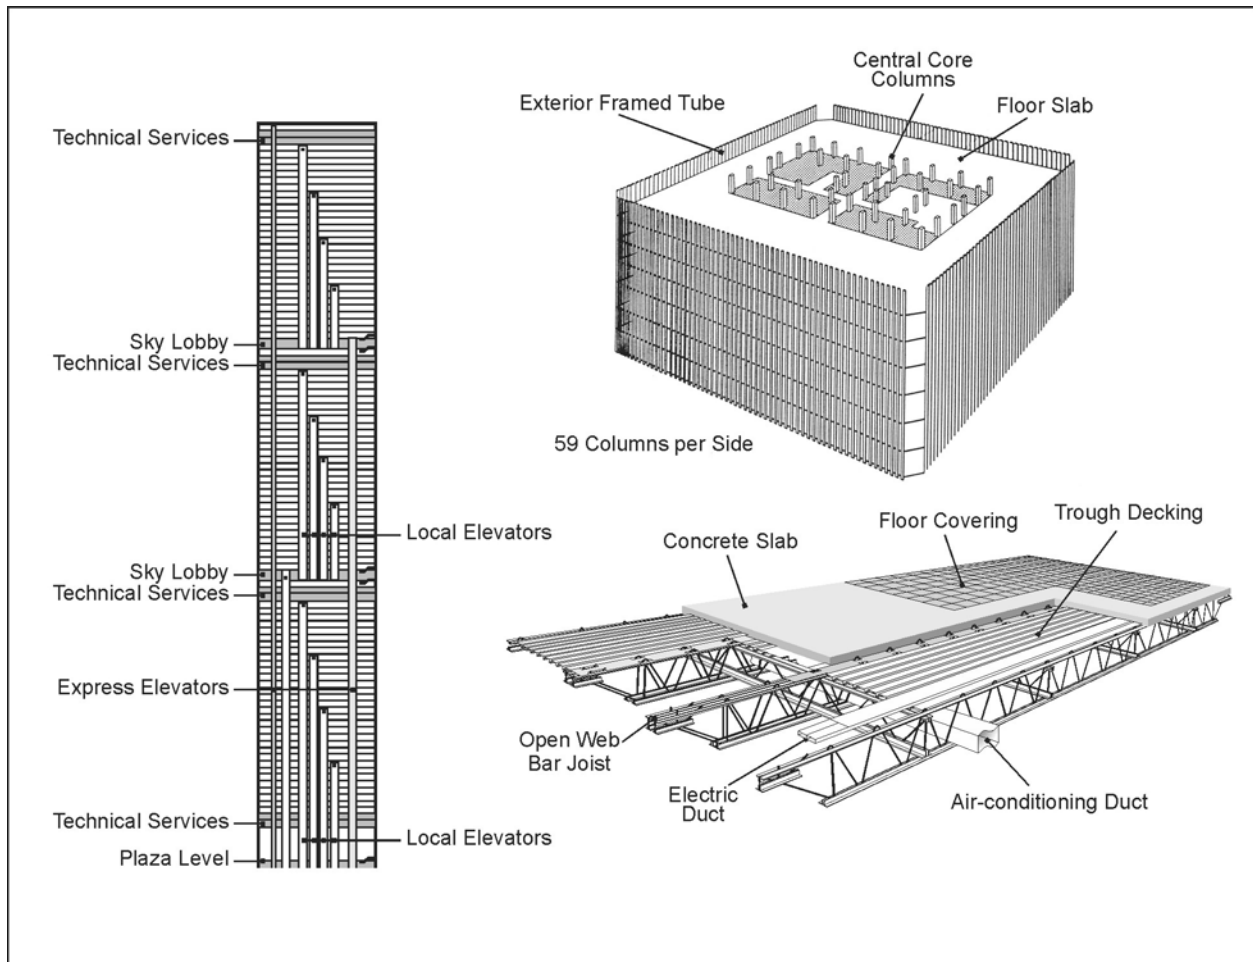 Technical Services
Sky Lobby
Technical Services
Local Elevators
Sky Lobby
Technical Services
Express Elevators
Technical Services
Local Elevators
Plaza Level
Central Core
Columns
Exterior Framed Tube
Floor Slab
59 Columns per Side
Floor Covering
Trough Decking
Concrete Slab
Open Web
Bar Joist
Electric
Duct
Air-conditioning Duct